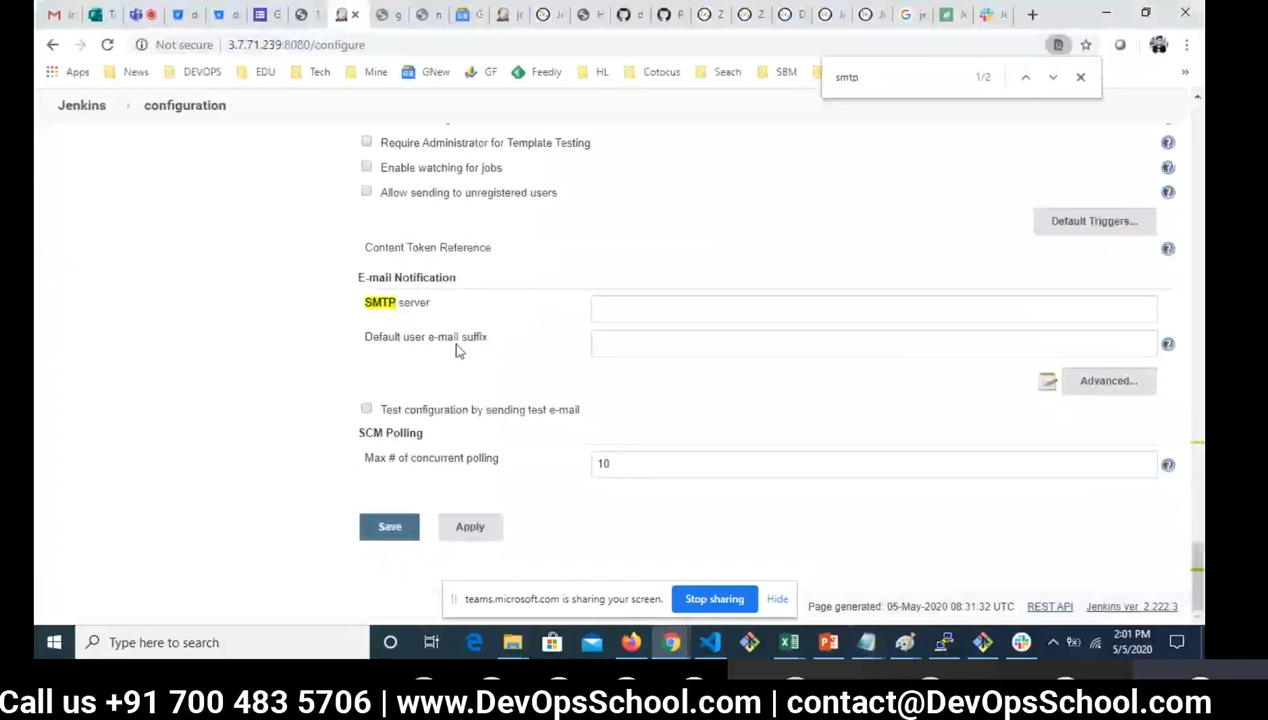 Not secure 3.7.71.239:8080/configure
Apps News DEVOPS EDU Tech Mine GNew GF Feedly HL Cotocus Seach SBM »
smtp 1/2
Jenkins configuration
Require Administrator for Template Testing
Enable watching for jobs
Allow sending to unregistered users
Default Triggers...
Content Token Reference
E-mail Notification
SMTP server
Default user e-mail suffix
Advanced...
Test configuration by sending test e-mail
SCM Polling
Max # of concurrent polling 10
Save Apply
teams.microsoft.com is sharing your screen. Stop sharing Hide
Page generated: 05-May-2020 08:31:32 UTC REST API Jenkins ver. 2.222.3
Type here to search
2:01 PM
5/5/2020
Call us +91 700 483 5706 | www.DevOpsSchool.com | contact@DevOpsSchool.com